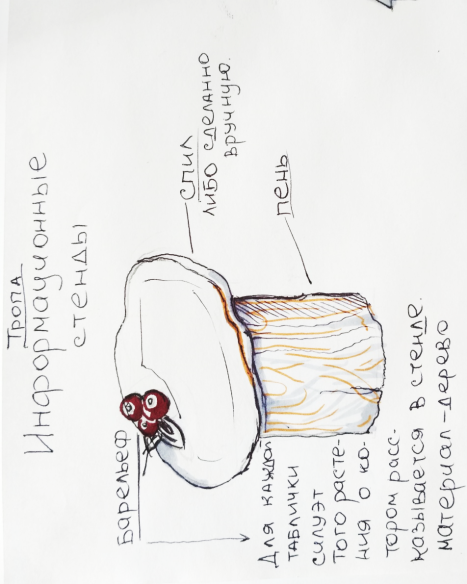 Тропа
Информационные
стенды
спил
либо сделанно
вручную.
пень
Барельеф
Для каждой
таблички
силуэт
того расте-
ния о ко-
тором расс-
казывается в стенде.
материал-дерево